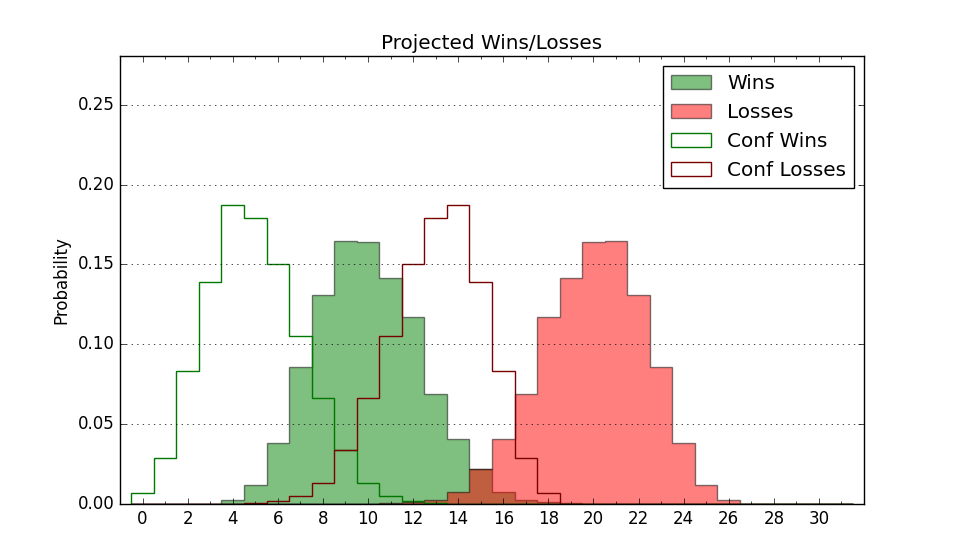 Projected Wins/Losses
Probability
0.25
0.20
0.15
0.10
0.05
0.00
0 2 4 6 8 10 12 14 16 18 20 22 24 26 28 30
Wins
Losses
Conf Wins
Conf Losses